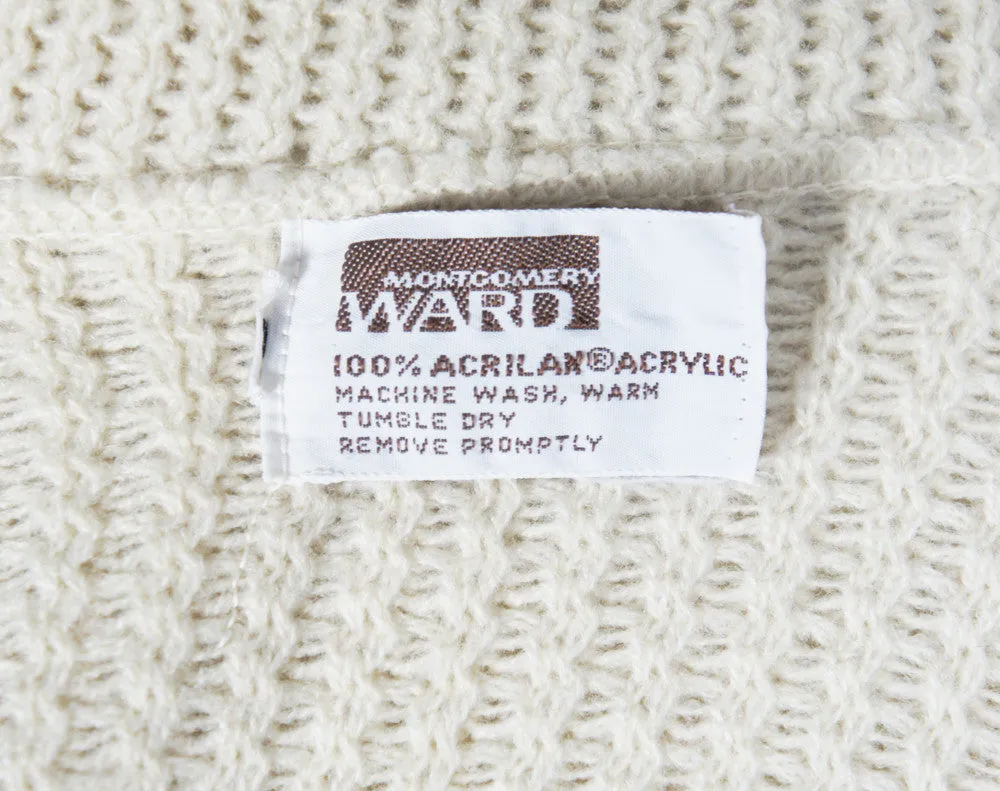 MONTGOMERY
WARD
100% ACRILAN®ACRYLIC
MACHINE WASH, WARM
TUMBLE DRY
REMOVE PROMPTLY